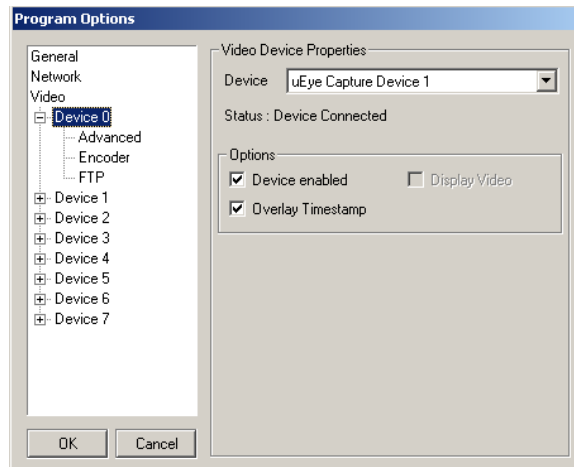 Program Options
General
Network
Video
Device 0
Advanced
Encoder
FTP
Device 1
Device 2
Device 3
Device 4
Device 5
Device 6
Device 7
OK
Cancel
Video Device Properties
Device uEye Capture Device 1
Status : Device Connected
Options
Device enabled Display Video
Overlay Timestamp